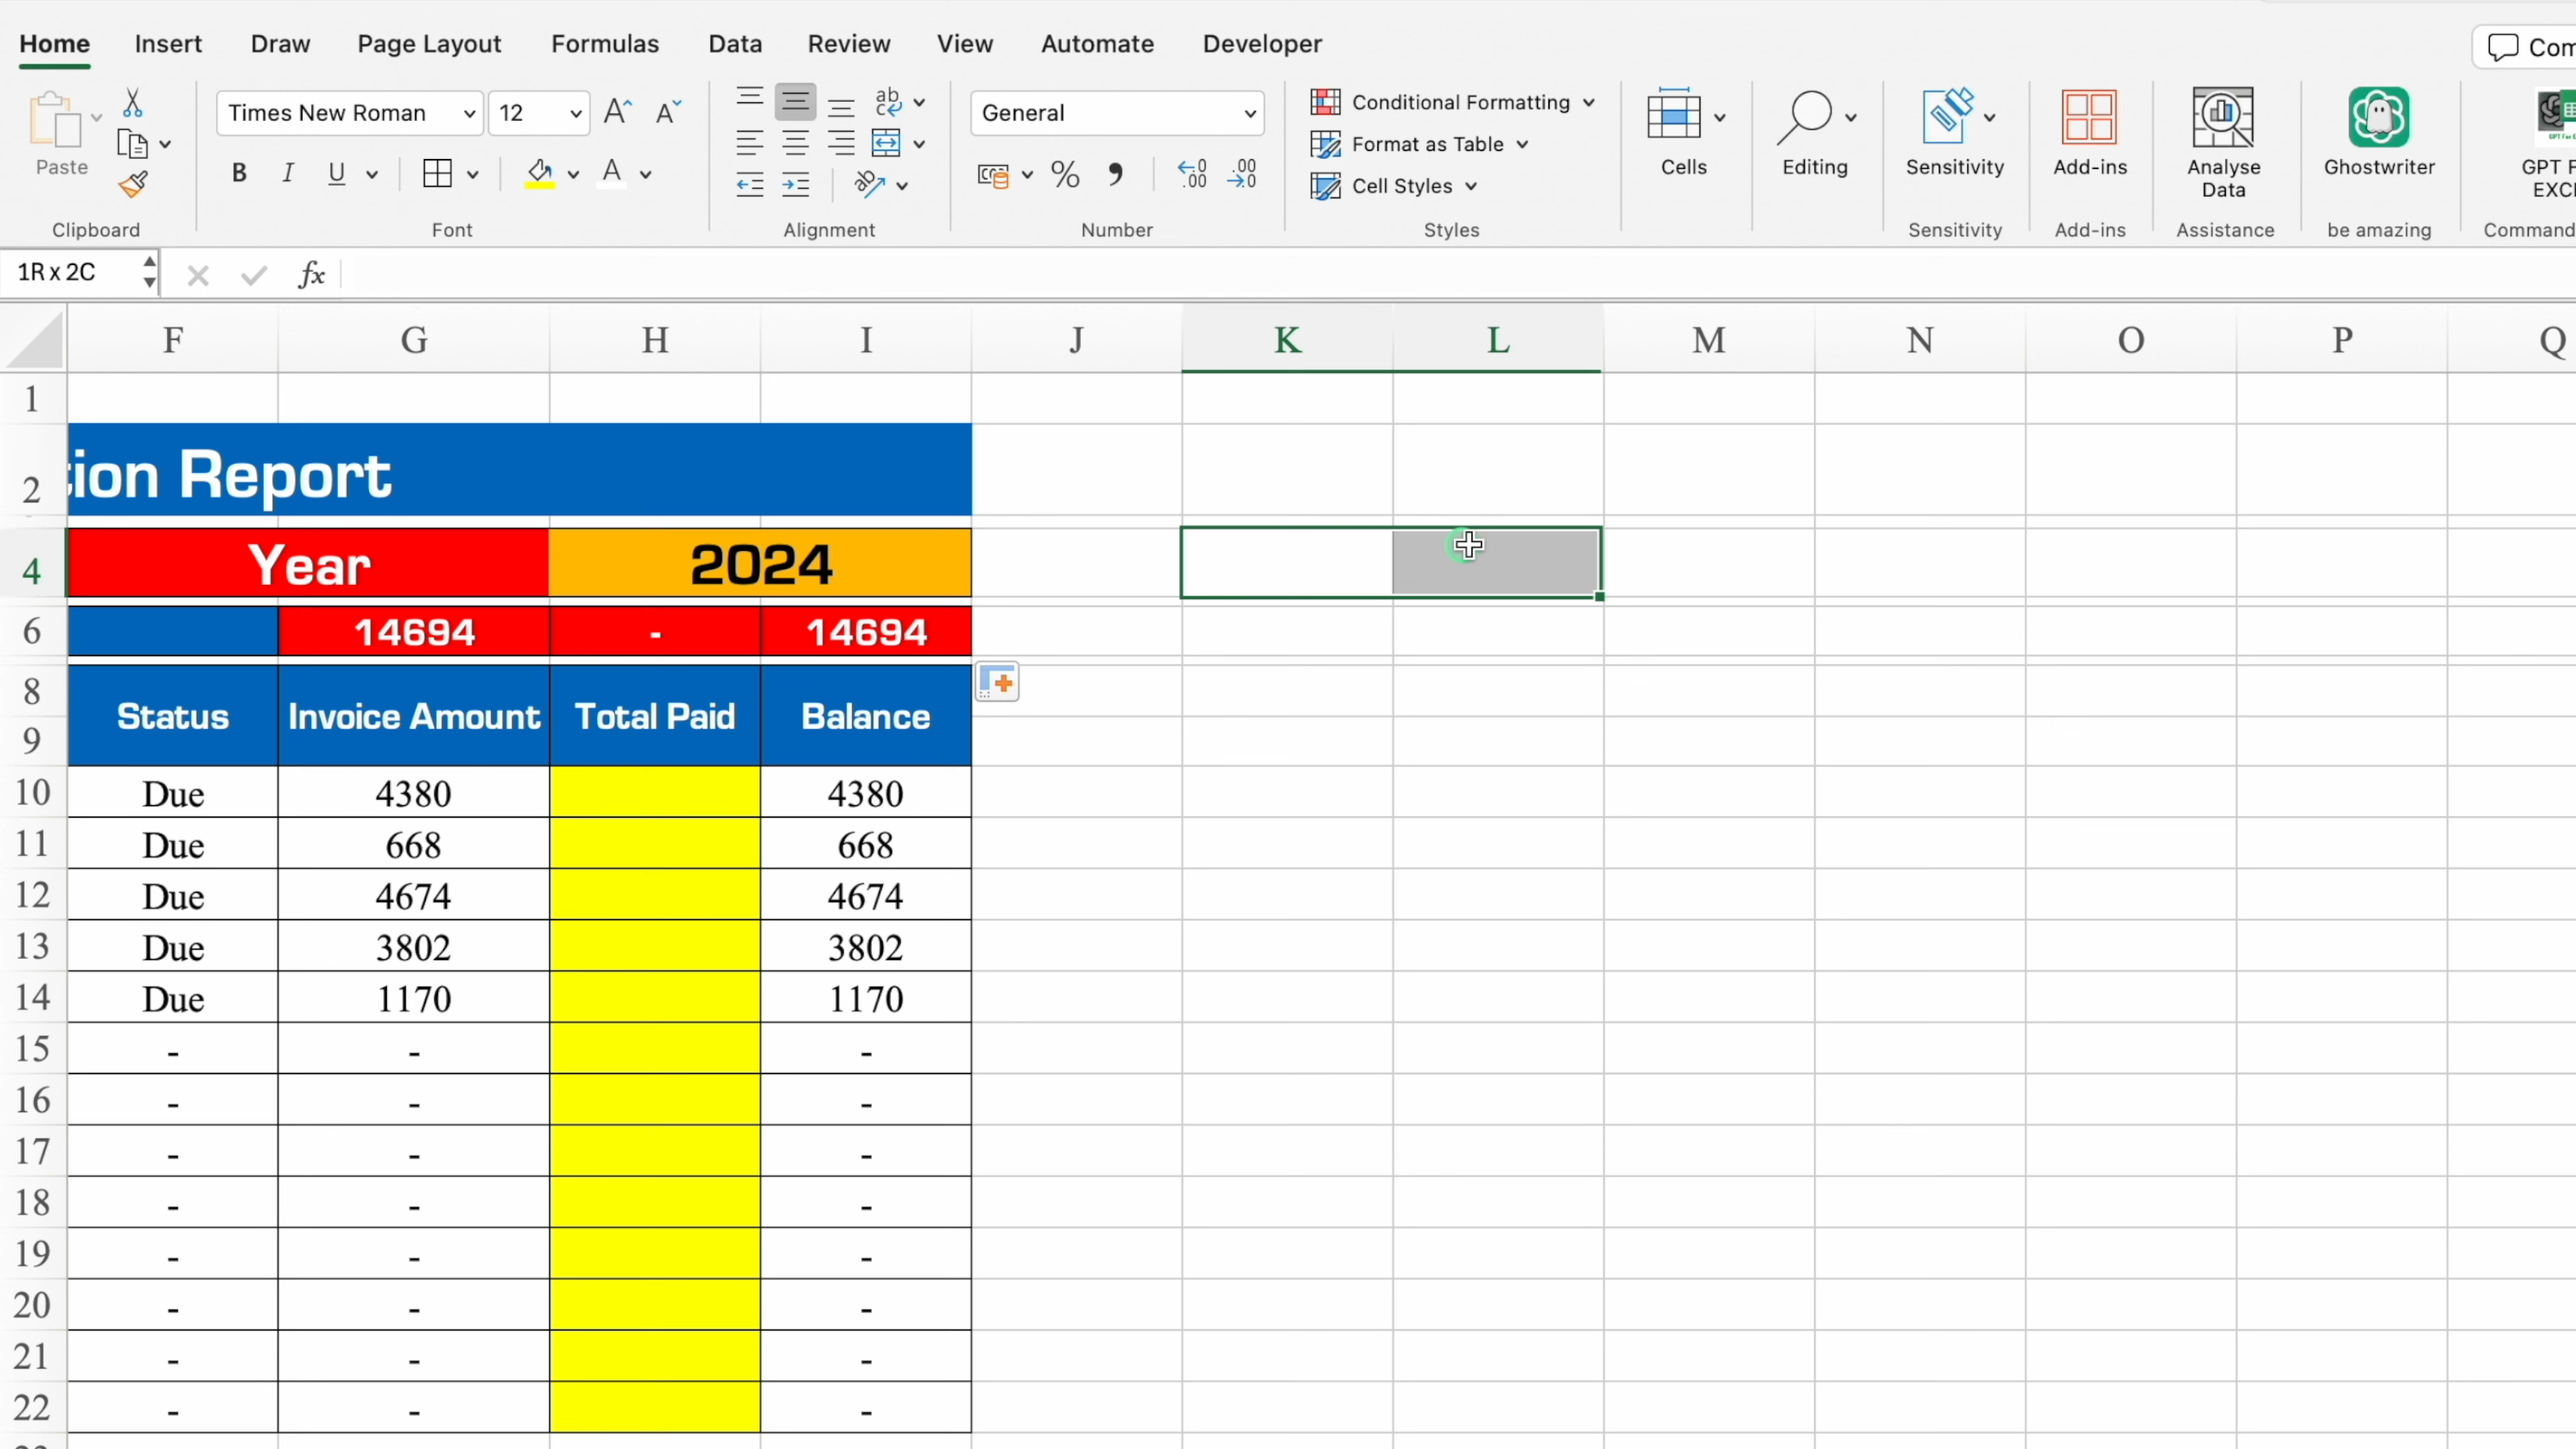 Home Insert Draw Page Layout Formulas Data Review View Automate Developer
Paste
Clipboard
Times New Roman 12
B I U
Font
Alignment
General
Number
Conditional Formatting
Format as Table
Cell Styles
Styles
Cells
Editing
Sensitivity
Sensitivity
Add-ins
Add-ins
Analyse
Data
Assistance
Ghostwriter
be amazing
GPT F
EXC
Command
Com
1R x 2C fx
F G H I J K L M N O P Q
1
2 tion Report
4 Year 2024
6 14694 - 14694
8
Status Invoice Amount Total Paid Balance
9
10 Due 4380 4380
11 Due 668 668
12 Due 4674 4674
13 Due 3802 3802
14 Due 1170 1170
15 - - -
16 - - -
17 - - -
18 - - -
19 - - -
20 - - -
21 - - -
22 - - -